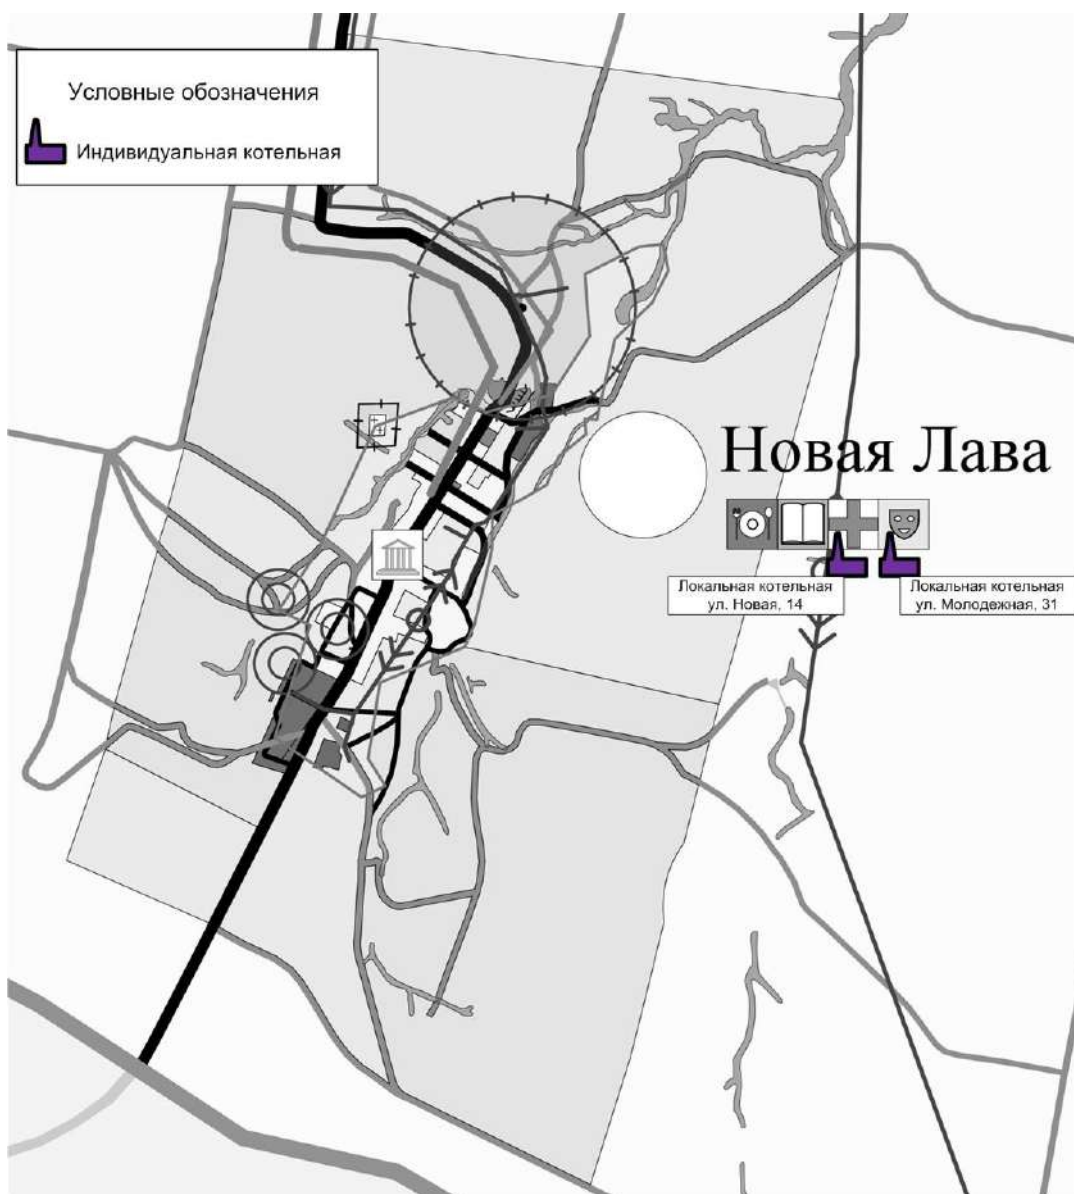 Условные обозначения
Индивидуальная котельная
Новая Лава
Локальная котельная
ул. Новая, 14
Локальная котельная
ул. Молодежная, 31